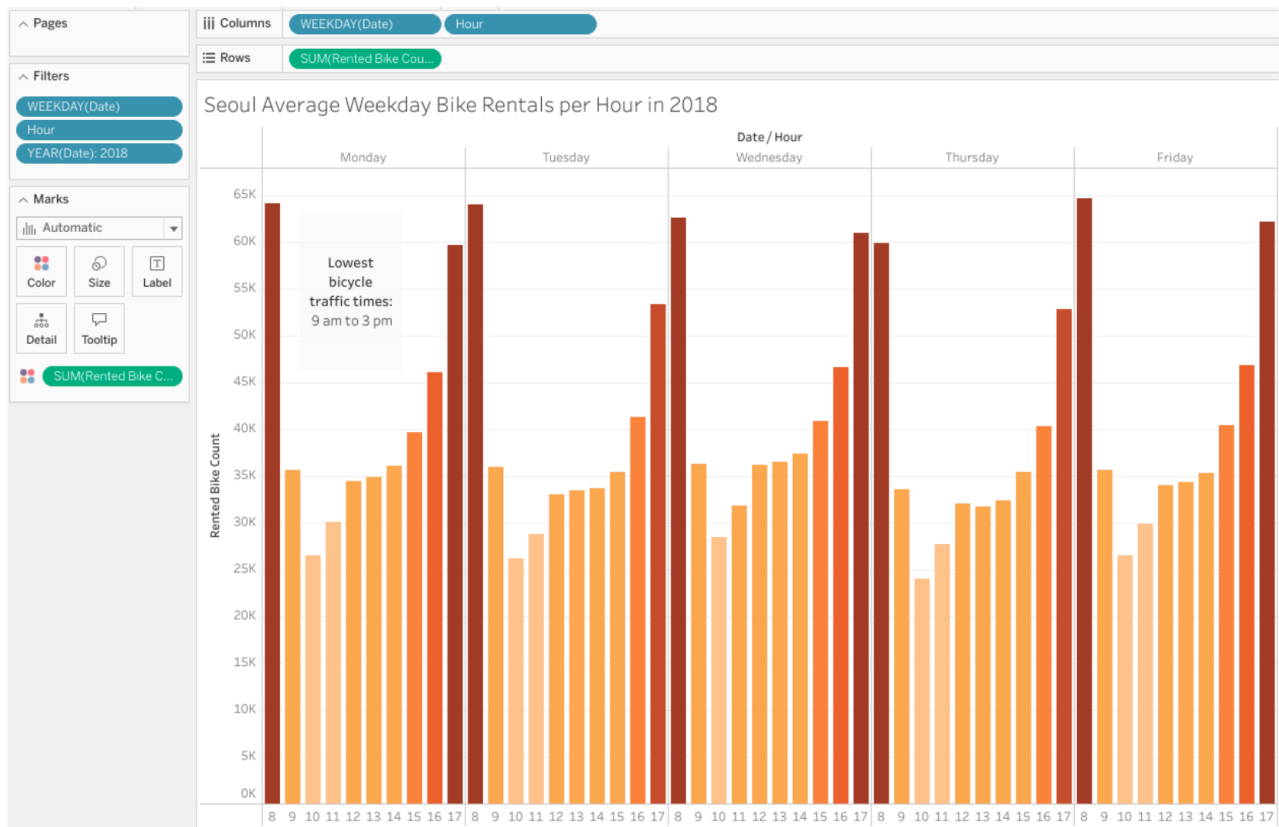 Pages
Columns
WEEKDAY(Date)
Hour
Rows
SUM(Rented Bike Cou...
Filters
WEEKDAY(Date)
Hour
YEAR(Date): 2018
Marks
Automatic
Color
Size
Label
Detail
Tooltip
SUM(Rented Bike C...
Seoul Average Weekday Bike Rentals per Hour in 2018
Date / Hour
Monday
Tuesday
Wednesday
Thursday
Friday
Rented Bike Count
65K
60K
55K
50K
45K
40K
35K
30K
25K
20K
15K
10K
5K
0K
Lowest
bicycle
traffic times:
9 am to 3 pm
8 9 10 11 12 13 14 15 16 17 8 9 10 11 12 13 14 15 16 17 8 9 10 11 12 13 14 15 16 17 8 9 10 11 12 13 14 15 16 17 8 9 10 11 12 13 14 15 16 17